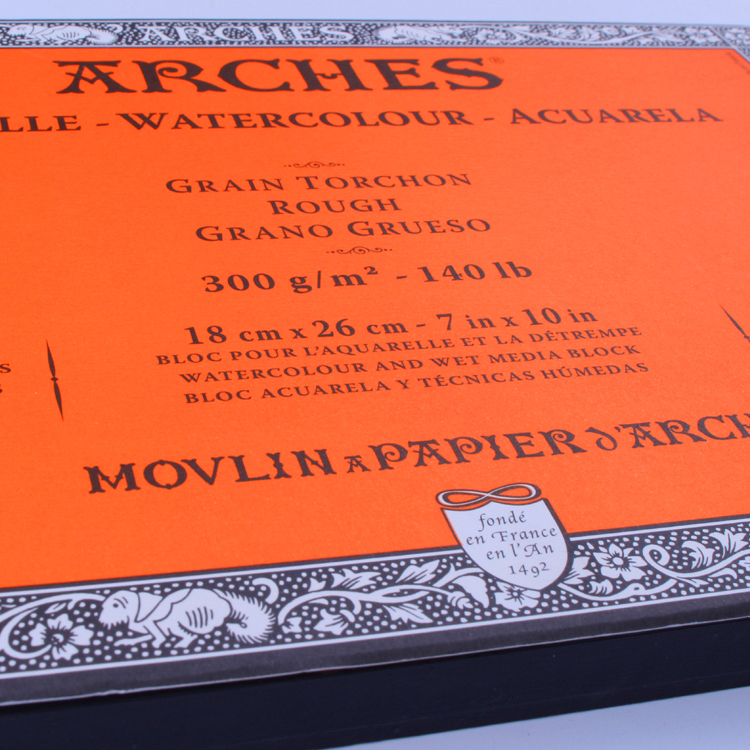 ARCHES
ARCHES®
LLE - WATERCOLOUR - ACUARELA
GRAIN TORCHON
ROUGH
GRANO GRUESO
300 g/m² - 140 lb
18 cm x 26 cm - 7 in x 10 in
BLOC POUR L'AQUARELLE ET LA DÉTREMPE
WATERCOLOUR AND WET MEDIA BLOCK
BLOC ACUARELA Y TÉCNICAS HÚMEDAS
MOVLIN A PAPIER d'ARCH
fondé
en France
en l'An
1492